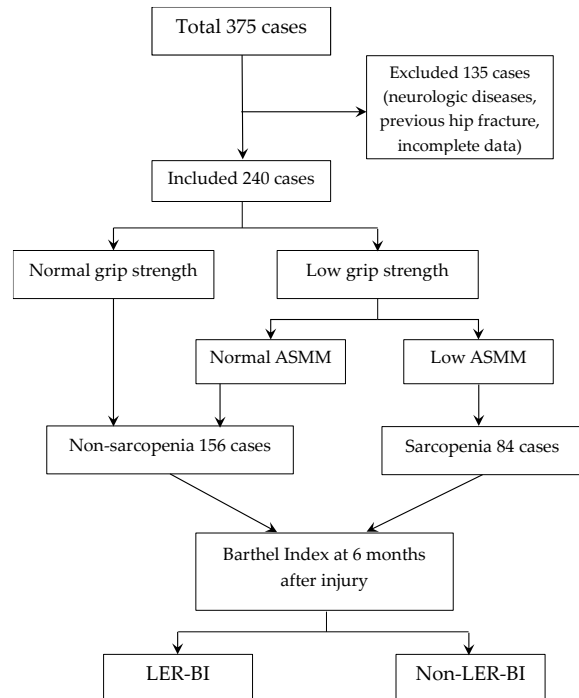 Total 375 cases
Excluded 135 cases
(neurologic diseases,
previous hip fracture,
incomplete data)
Included 240 cases
Normal grip strength
Low grip strength
Normal ASMM
Low ASMM
Non-sarcopenia 156 cases
Sarcopenia 84 cases
Barthel Index at 6 months
after injury
LER-BI
Non-LER-BI